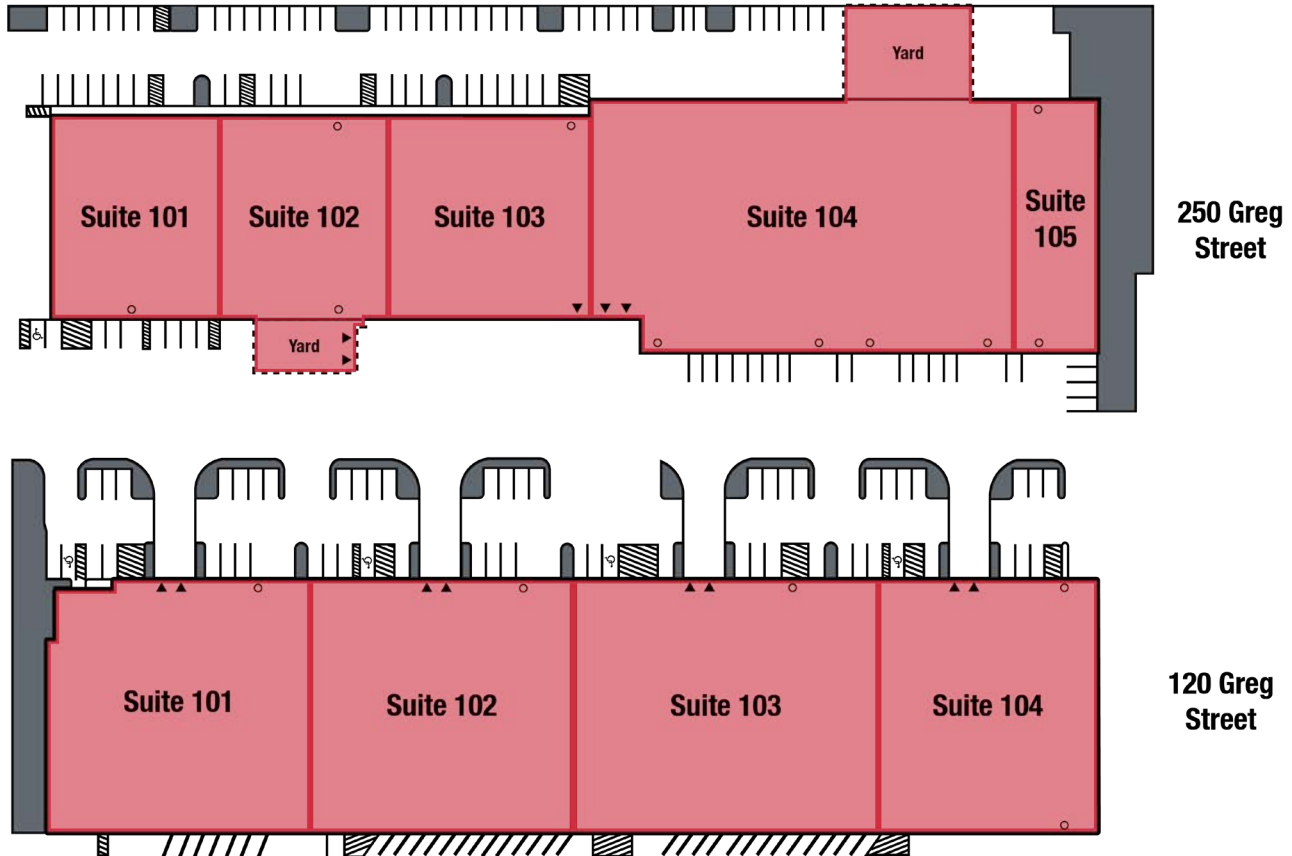 Yard
Suite 101
Suite 102
Suite 103
Suite 104
Suite
105
250 Greg
Street
Yard
Suite 101
Suite 102
Suite 103
Suite 104
120 Greg
Street